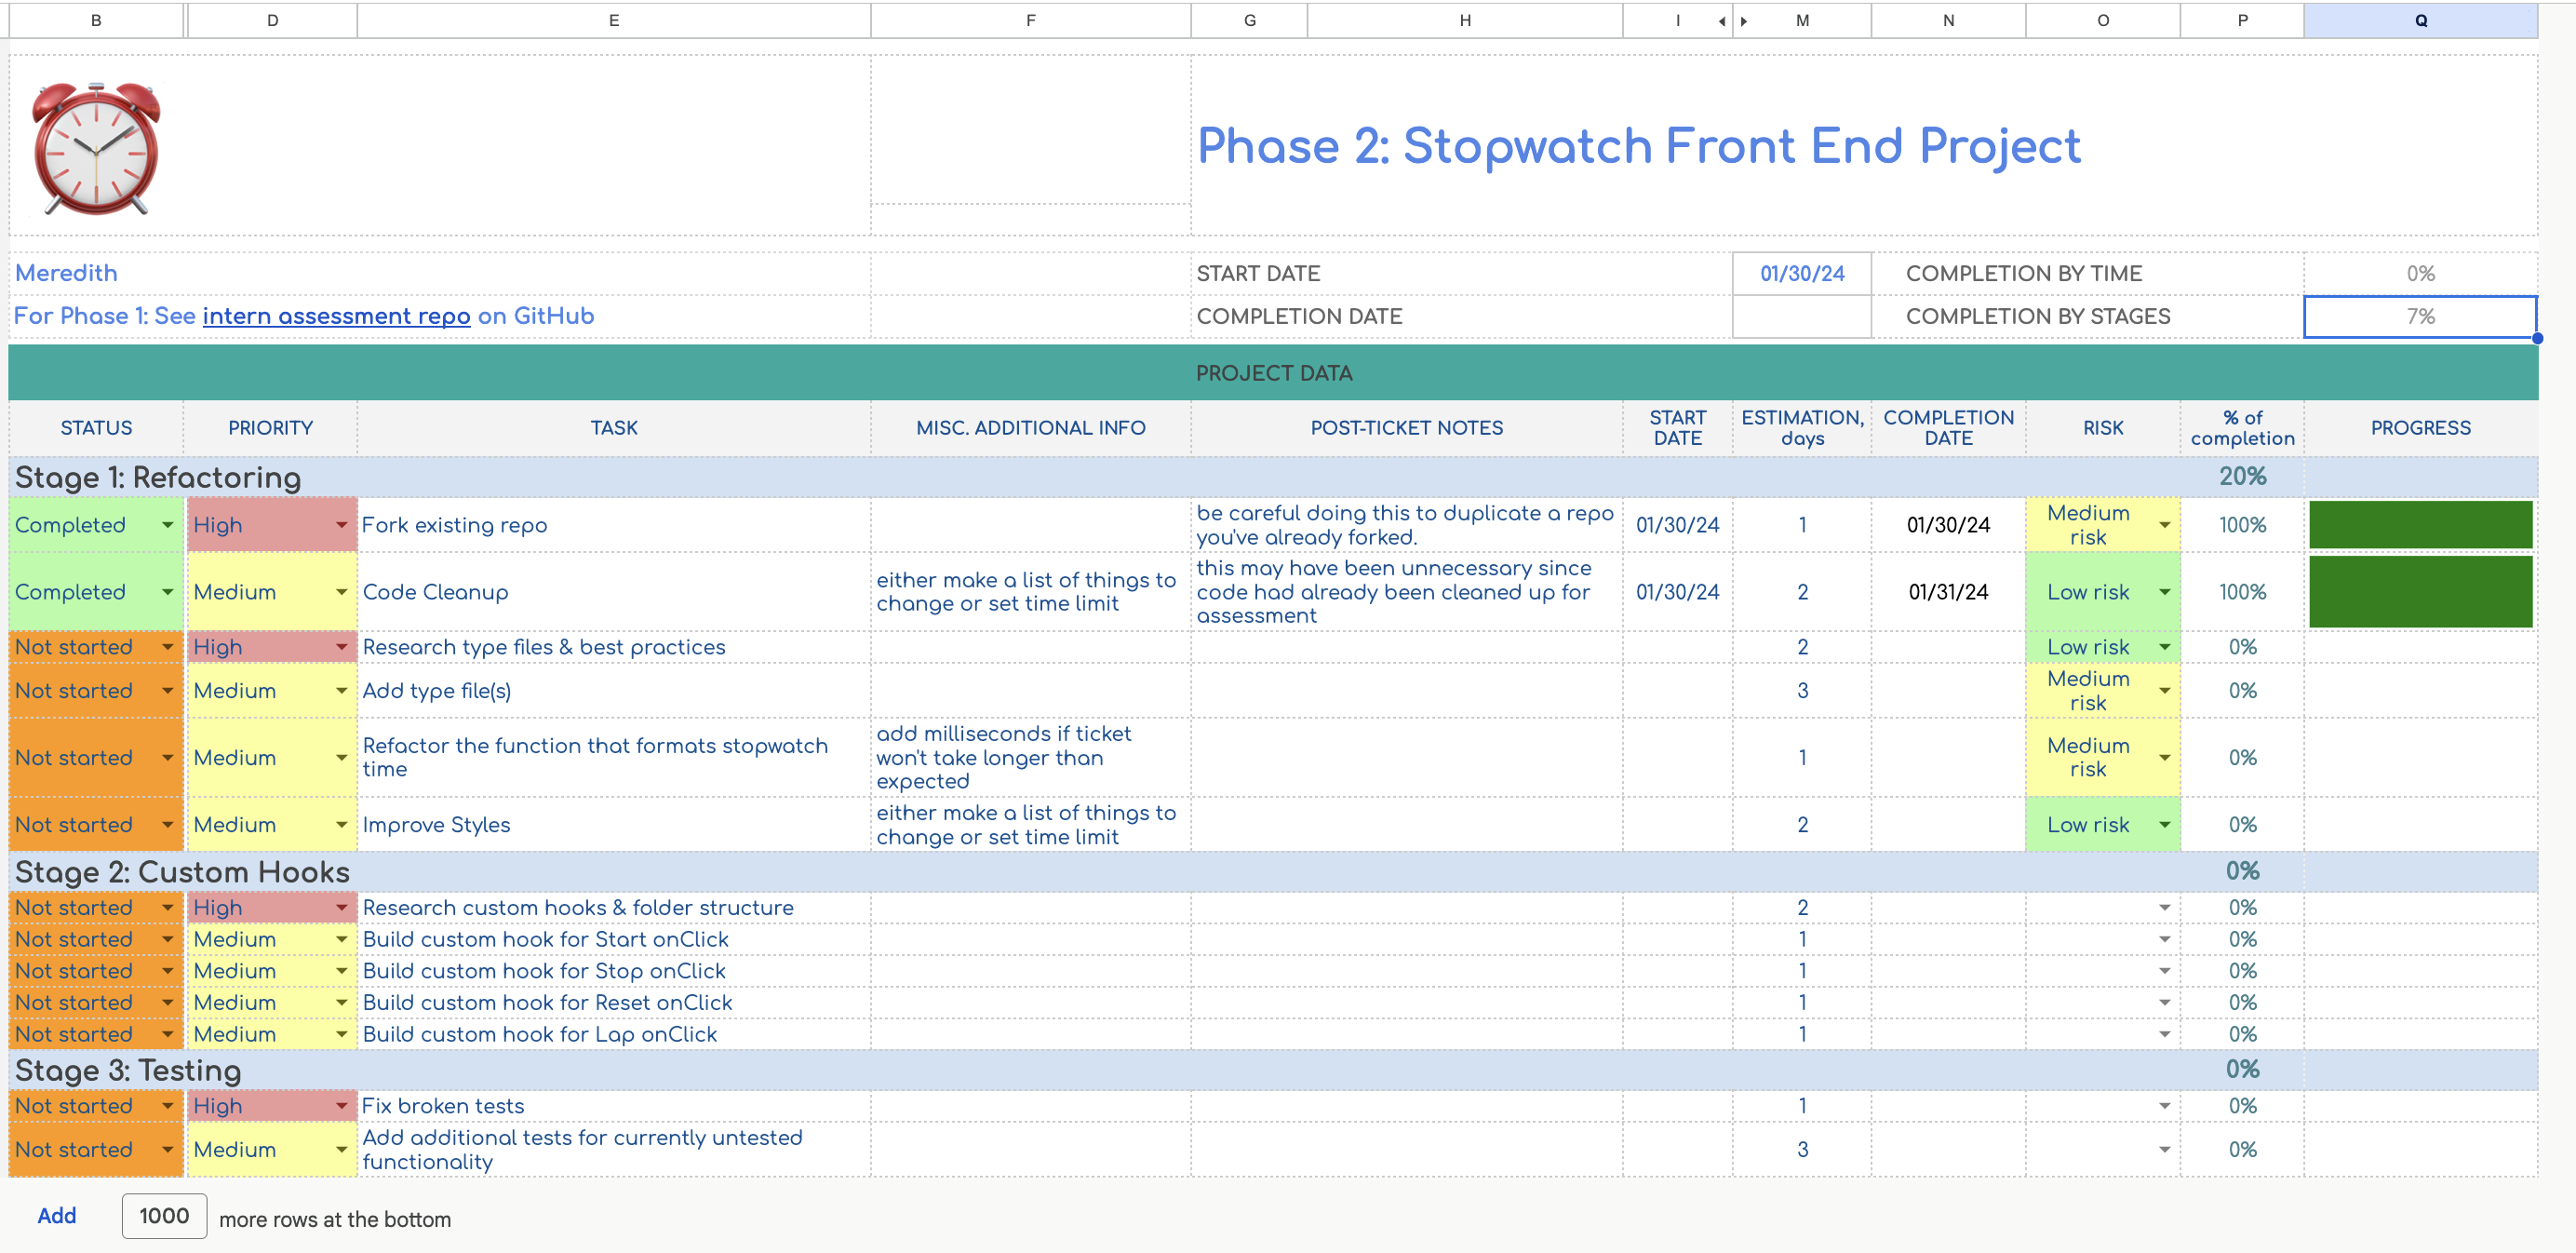 B D E F G H I M N O P Q
Phase 2: Stopwatch Front End Project
Meredith START DATE 01/30/24 COMPLETION BY TIME 0%
For Phase 1: See intern assessment repo on GitHub COMPLETION DATE COMPLETION BY STAGES 7%
PROJECT DATA
STATUS PRIORITY TASK MISC. ADDITIONAL INFO POST-TICKET NOTES START DATE ESTIMATION, days COMPLETION DATE RISK % of completion PROGRESS
Stage 1: Refactoring 20%
Completed High Fork existing repo be careful doing this to duplicate a repo you've already forked. 01/30/24 1 01/30/24 Medium risk 100%
Completed Medium Code Cleanup either make a list of things to change or set time limit this may have been unnecessary since code had already been cleaned up for assessment 01/30/24 2 01/31/24 Low risk 100%
Not started High Research type files & best practices 2 Low risk 0%
Not started Medium Add type file(s) 3 Medium risk 0%
Not started Medium Refactor the function that formats stopwatch time add milliseconds if ticket won't take longer than expected 1 Medium risk 0%
Not started Medium Improve Styles either make a list of things to change or set time limit 2 Low risk 0%
Stage 2: Custom Hooks 0%
Not started High Research custom hooks & folder structure 2 0%
Not started Medium Build custom hook for Start onClick 1 0%
Not started Medium Build custom hook for Stop onClick 1 0%
Not started Medium Build custom hook for Reset onClick 1 0%
Not started Medium Build custom hook for Lap onClick 1 0%
Stage 3: Testing 0%
Not started High Fix broken tests 1 0%
Not started Medium Add additional tests for currently untested functionality 3 0%
Add 1000 more rows at the bottom